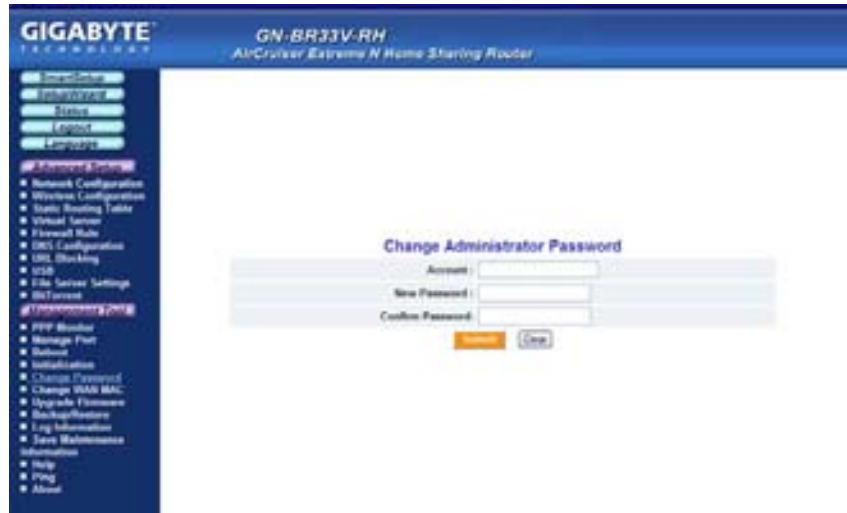 GIGABYTE
TECHNOLOGY
GN-BR33V-RH
AirCruiser Extreme N Home Sharing Router
SmartSetup
SetupWizard
Status
Logout
Language
Advanced Setup
Network Configuration
Wireless Configuration
Static Routing Table
Virtual Server
Firewall Rule
DNS Configuration
URL Blocking
USB
File Server Settings
BitTorrent
Management Tool
PPP Monitor
Manage Port
Reboot
Initialization
Change Password
Change WAN MAC
Upgrade Firmware
Backup/Restore
Log Information
Save Maintenance
Information
Help
Ping
About
Change Administrator Password
Account :
New Password :
Confirm Password:
Submit Clear